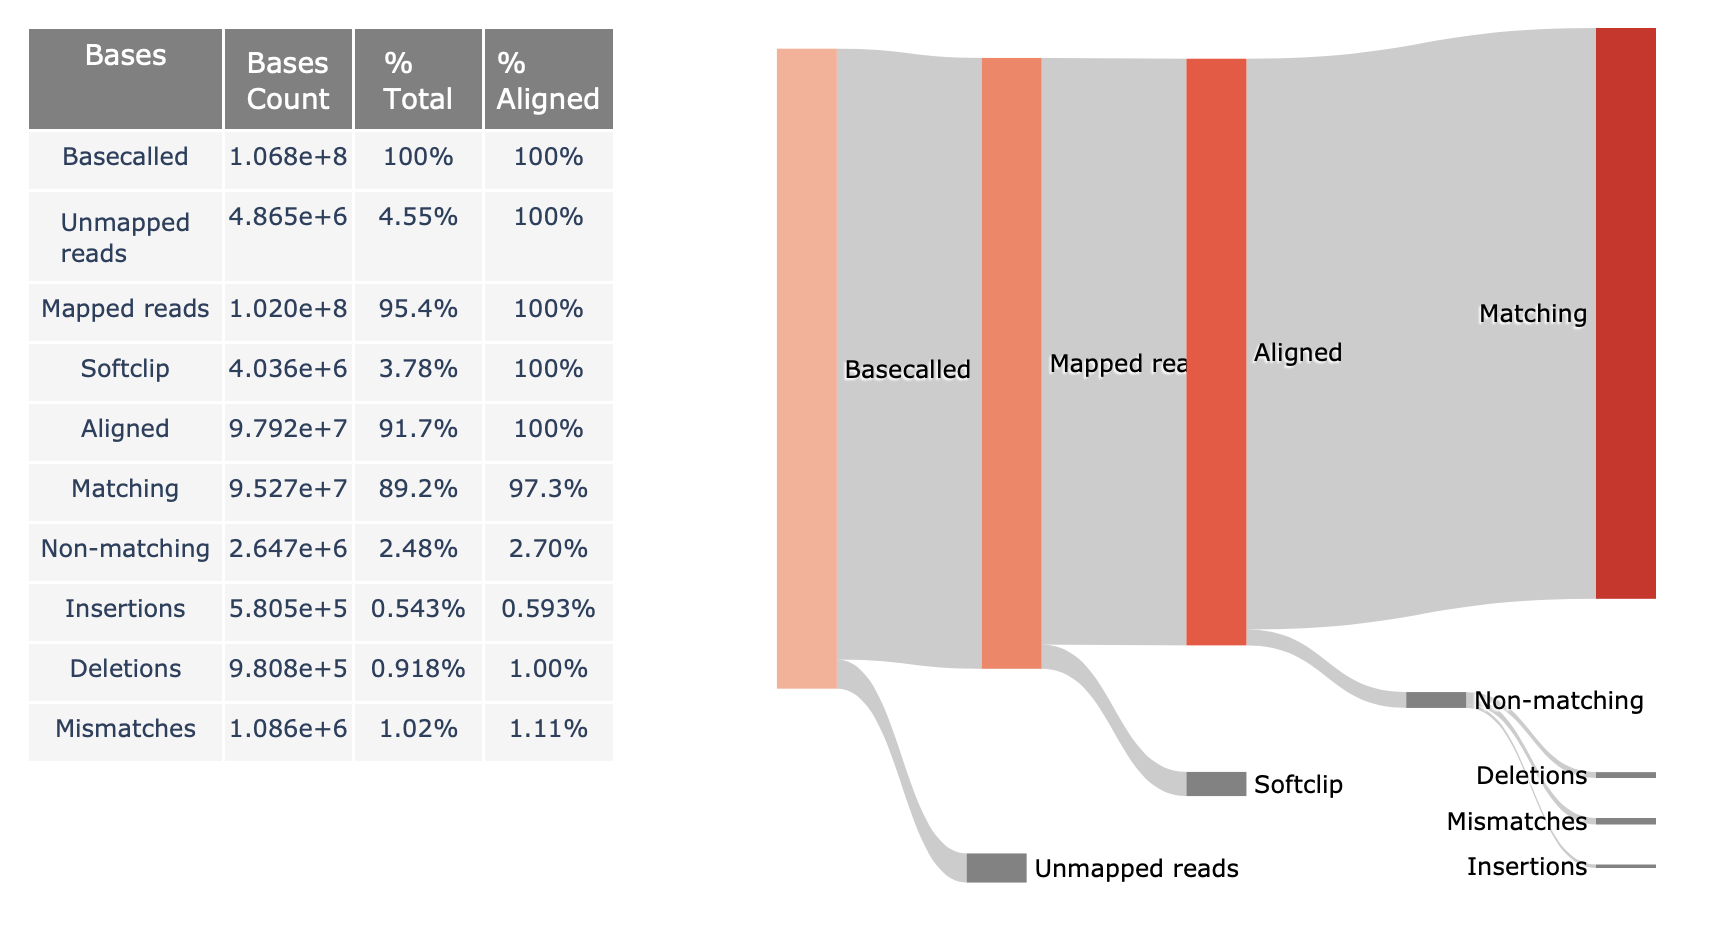 Bases
Bases Count
% Total
% Aligned
Basecalled 1.068e+8 100% 100%
Unmapped reads 4.865e+6 4.55% 100%
Mapped reads 1.020e+8 95.4% 100%
Softclip 4.036e+6 3.78% 100%
Aligned 9.792e+7 91.7% 100%
Matching 9.527e+7 89.2% 97.3%
Non-matching 2.647e+6 2.48% 2.70%
Insertions 5.805e+5 0.543% 0.593%
Deletions 9.808e+5 0.918% 1.00%
Mismatches 1.086e+6 1.02% 1.11%
Basecalled
Mapped rea
Aligned
Matching
Non-matching
Deletions
Softclip
Mismatches
Insertions
Unmapped reads